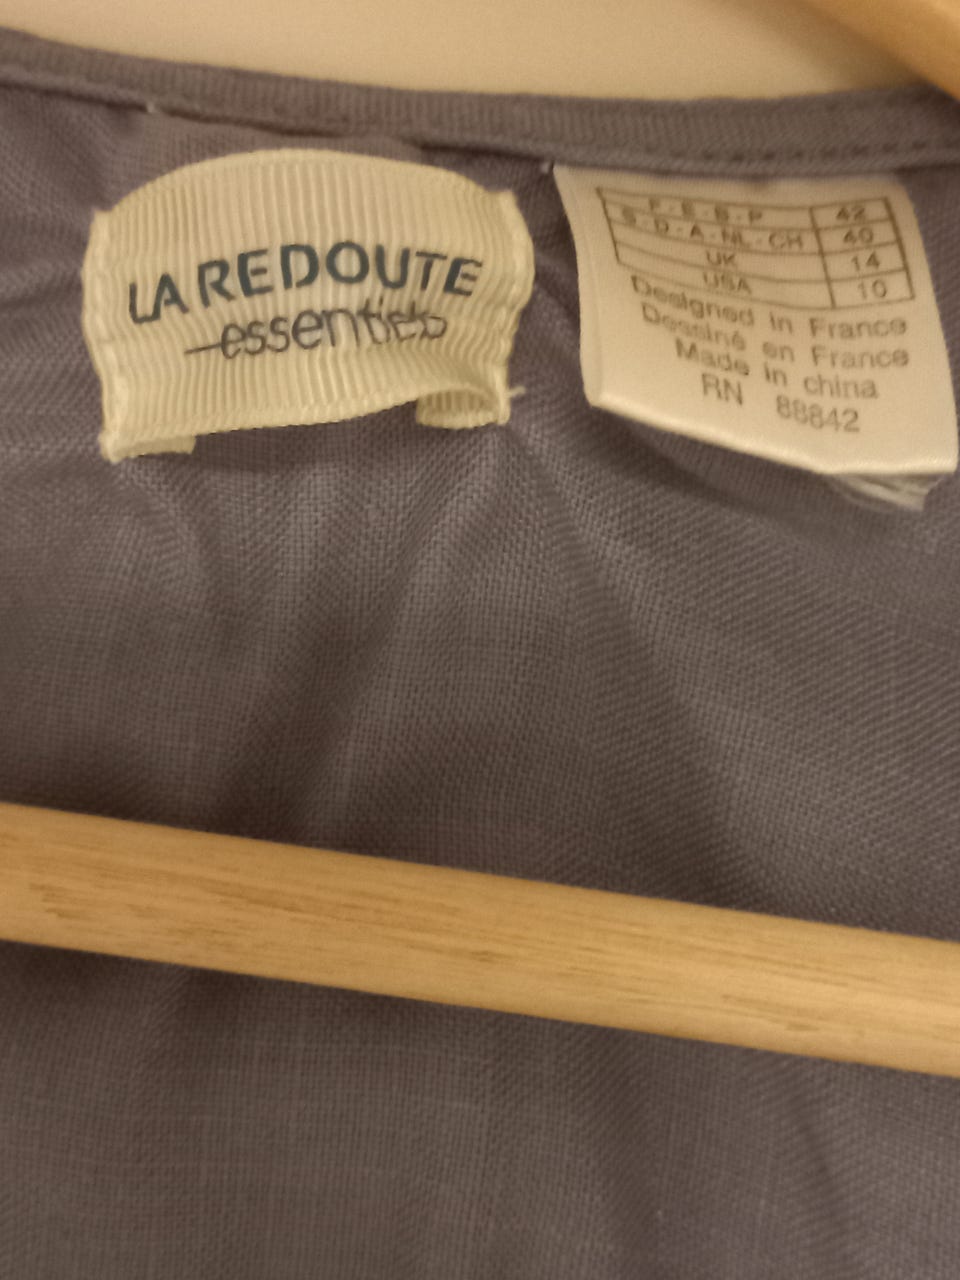 LA REDOUTE
essentiels
F - E - B - P 42
S - D - A - NL - CH 40
UK 14
USA 10
Designed in France
Dessiné en France
Made in china
RN 88842